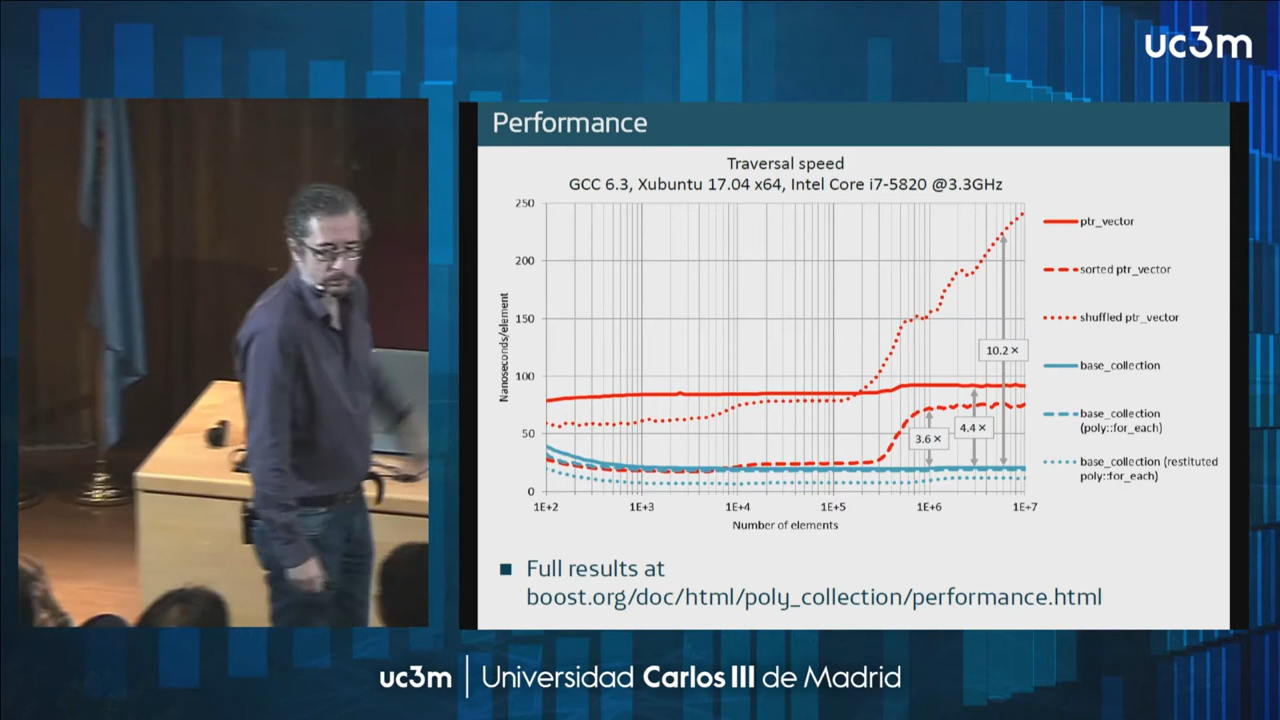 uc3m
Performance
Traversal speed
GCC 6.3, Xubuntu 17.04 x64, Intel Core i7-5820 @3.3GHz
250
200
150
100
50
0
Nanoseconds/element
1E+2
1E+3
1E+4
1E+5
1E+6
1E+7
Number of elements
10.2 ×
4.4 ×
3.6 ×
ptr_vector
sorted ptr_vector
shuffled ptr_vector
base_collection
base_collection
(poly::for_each)
base_collection (restituted
poly::for_each)
■ Full results at
boost.org/doc/html/poly_collection/performance.html
uc3m | Universidad Carlos III de Madrid